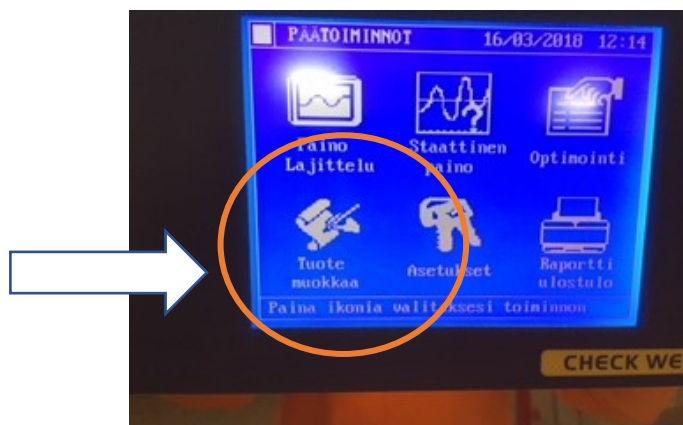 PÄÄTOIMINNOT 16/03/2018 12:14
Paino Staattinen Optimointi
Lajittelu paino
Tuote Asetukset Raportti
muokkaa ulostulo
Paina ikonia valitaksesi toiminnon
CHECK WE